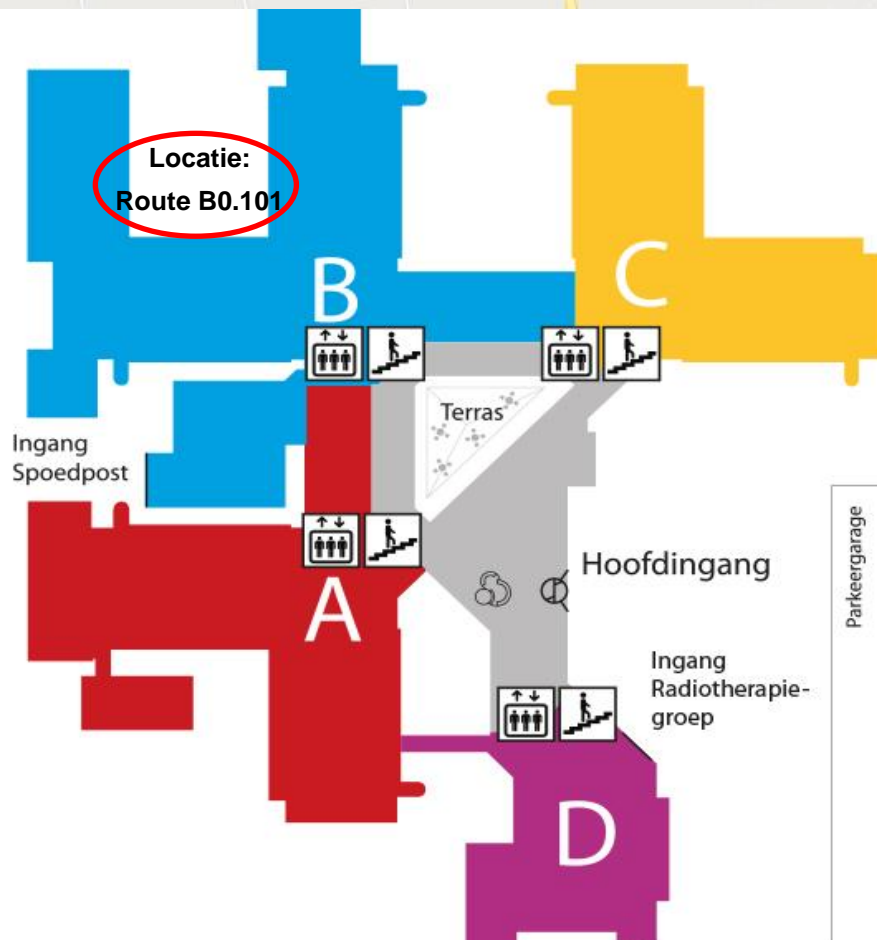 Locatie:
Route B0.101
B
C
Terras
Ingang
Spoedpost
Hoofdingang
A
Parkeergarage
Ingang
Radiotherapie-
groep
D